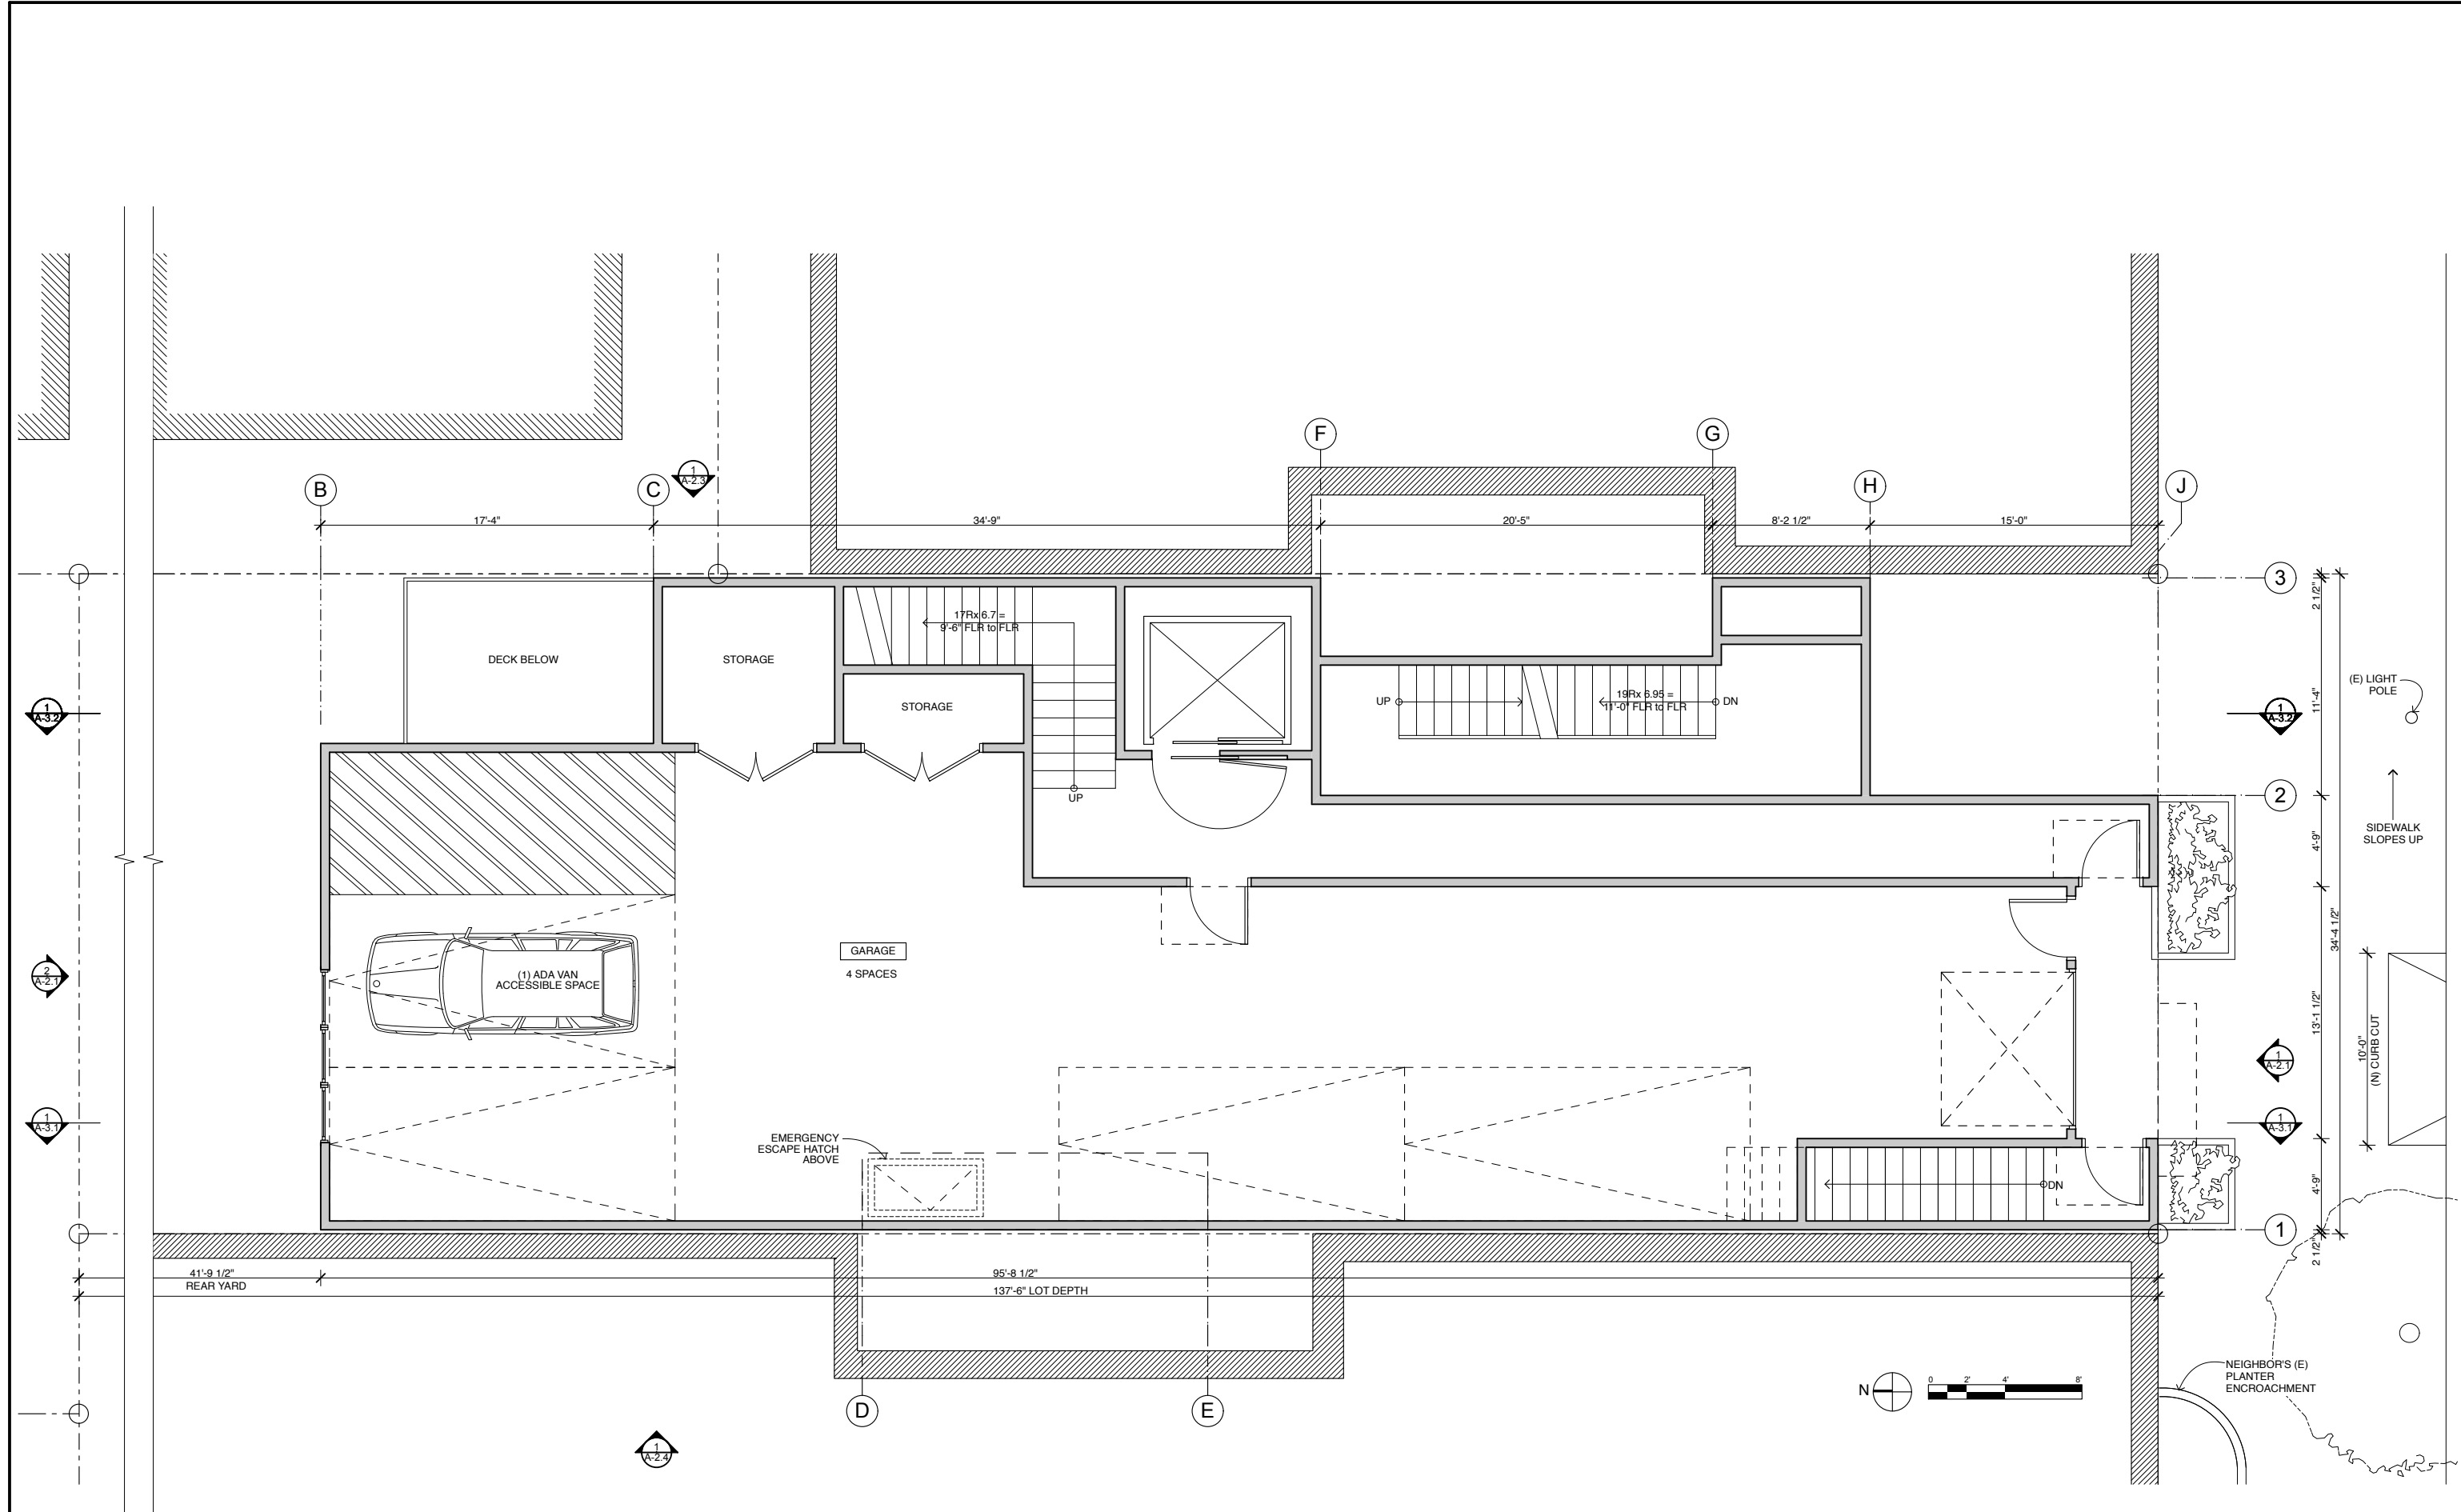 F
G
1
A-2.3
B
C
H
J
17'-4"
34'-9"
20'-5"
8'-2 1/2"
15'-0"
3
2 1/2"
17Rx 6.7 =
9'-6" FLR to FLR
DECK BELOW
STORAGE
STORAGE
1
A-3.2
UP
19Rx 6.95 =
11'-0" FLR to FLR
DN
11'-4"
1
A-3.2
(E) LIGHT
POLE
UP
2
SIDEWALK
SLOPES UP
4'-9"
34'-4 1/2"
GARAGE
4 SPACES
(1) ADA VAN
ACCESSIBLE SPACE
2
A-2.1
13'-1 1/2"
10'-0"
(N) CURB CUT
1
A-2.1
1
A-3.1
1
A-3.1
EMERGENCY
ESCAPE HATCH
ABOVE
DN
4'-9"
1
2 1/2"
41'-9 1/2"
REAR YARD
95'-8 1/2"
137'-6" LOT DEPTH
NEIGHBOR'S (E)
PLANTER
ENCROACHMENT
N
0 2' 4' 8'
D
E
1
A-2.4